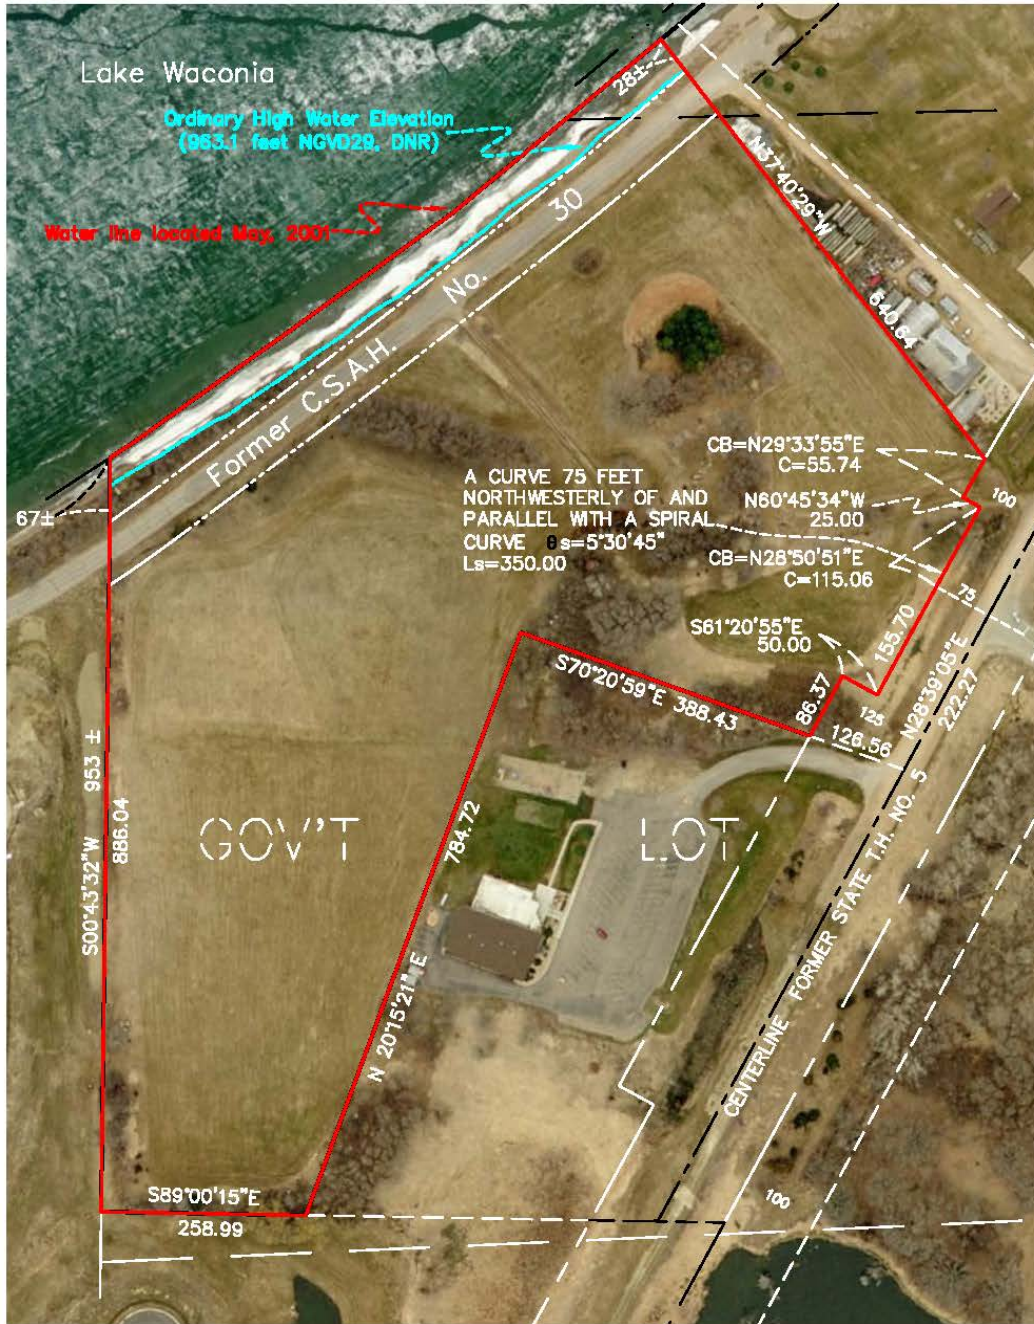 Lake Waconia
28±
Ordinary High Water Elevation
(963.1 feet NGVD29, DNR)
N37°40'29"W
640.64
Water line located May, 2001
Former C.S.A.H. No. 30
CB=N29°33'55"E
C=55.74
A CURVE 75 FEET
NORTHWESTERLY OF AND
PARALLEL WITH A SPIRAL
CURVE θs=5°30'45"
Ls=350.00
67±
100
N60°45'34"W
25.00
CB=N28°50'51"E
C=115.06
75
S61°20'55"E
50.00
155.70
N28°39'05"E
222.27
S70°20'59"E 388.43
86.37
125
126.56
S00°43'32"W 953 ±
886.04
784.72
N 20°15'21" E
GOV'T LOT
CENTERLINE FORMER STATE T.H. NO. 5
S89°00'15"E
258.99
100